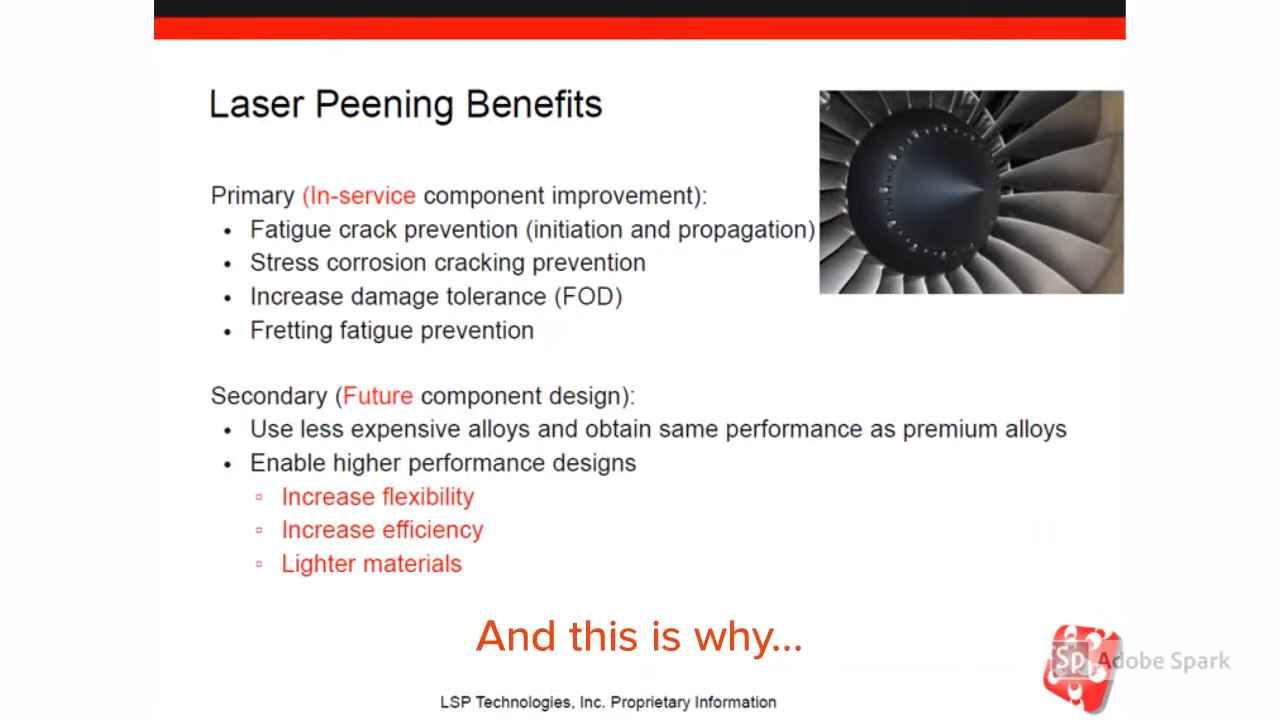 Laser Peening Benefits
Primary (In-service component improvement):
• Fatigue crack prevention (initiation and propagation)
• Stress corrosion cracking prevention
• Increase damage tolerance (FOD)
• Fretting fatigue prevention
Secondary (Future component design):
• Use less expensive alloys and obtain same performance as premium alloys
• Enable higher performance designs
▫ Increase flexibility
▫ Increase efficiency
▫ Lighter materials
And this is why...
Sp Adobe Spark
LSP Technologies, Inc. Proprietary Information